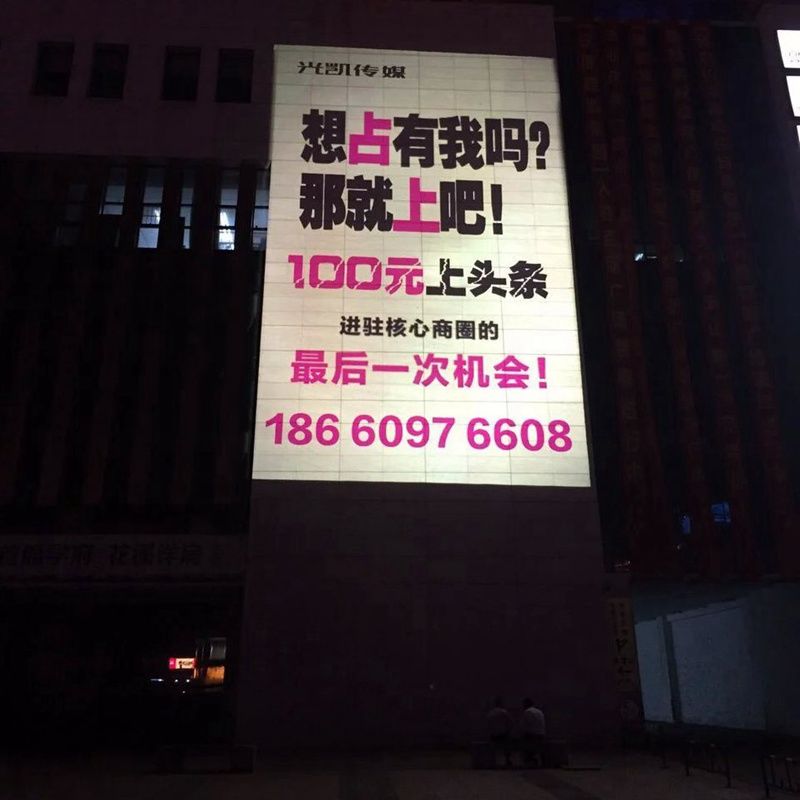 光凯传媒
想占有我吗?
那就上吧!
100元上头条
进驻核心商圈的
最后一次机会!
186 6097 6608